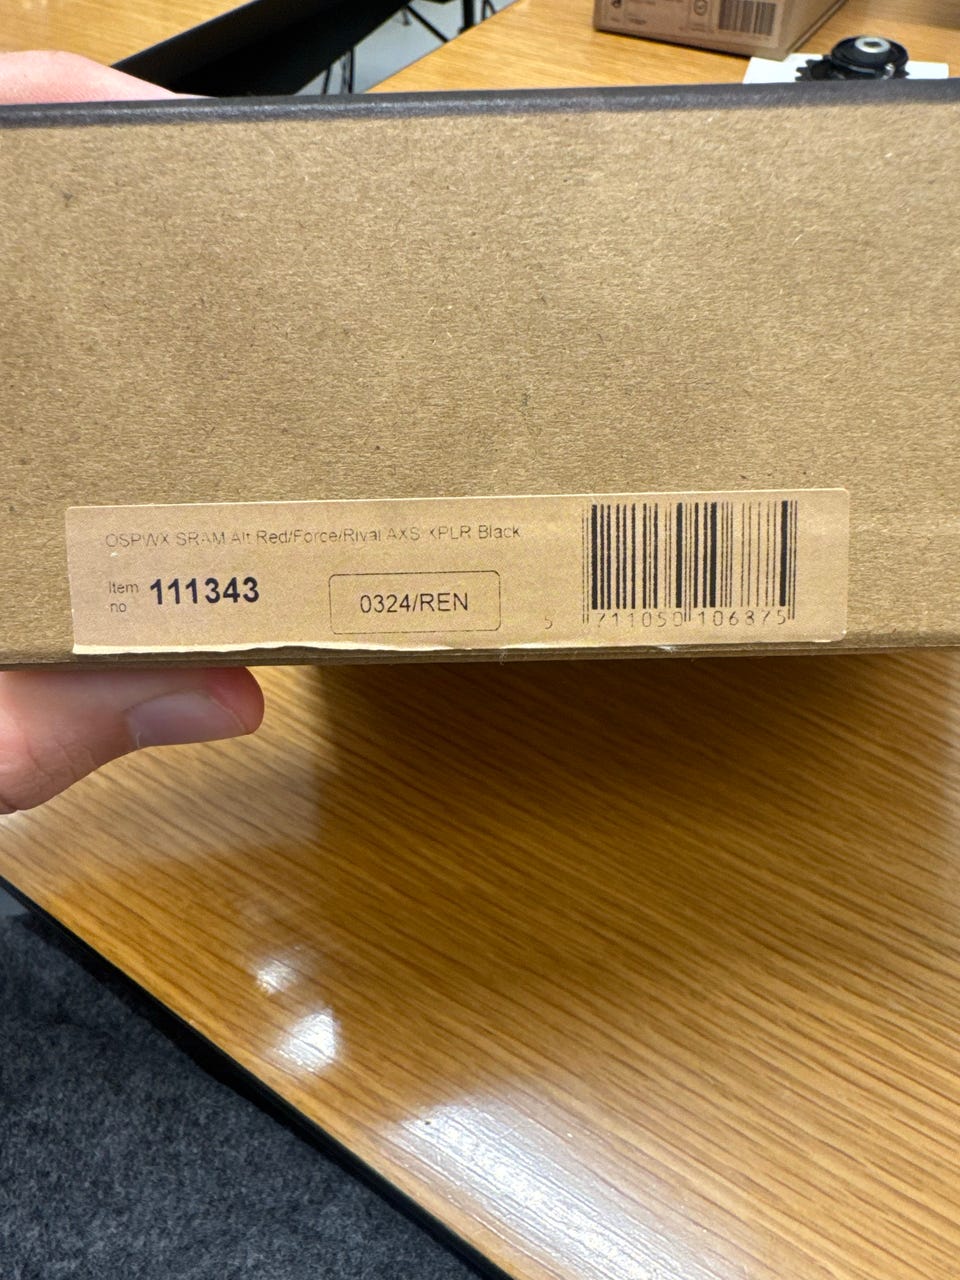 OSPWX SRAM Alt Red/Force/Rival AXS XPLR Black
Item no 111343
0324/REN
5 711050 106375